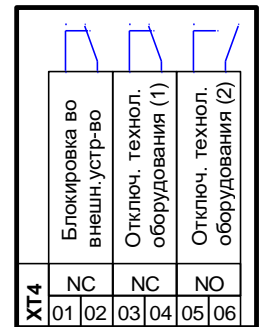 Блокировка во
внешн.устр-во
Отключ. технол.
оборудования (1)
Отключ. технол.
оборудования (2)
XT4
NC NC NO
01 02 03 04 05 06